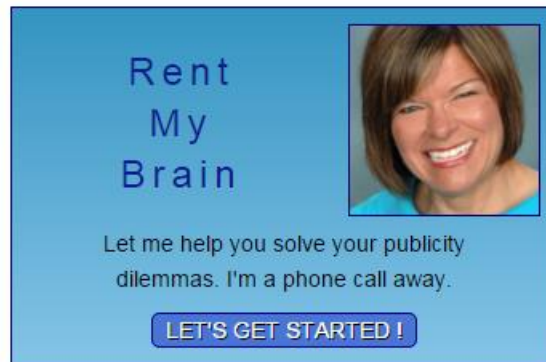 Rent
My
Brain
Let me help you solve your publicity
dilemmas. I'm a phone call away.
LET'S GET STARTED !